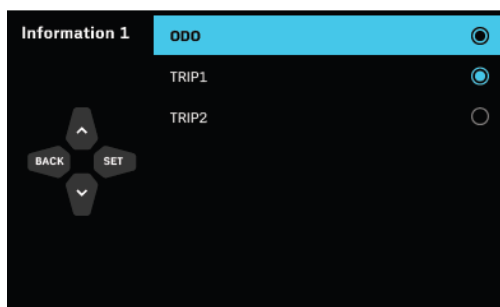 Information 1
ODO
TRIP1
TRIP2
BACK
SET